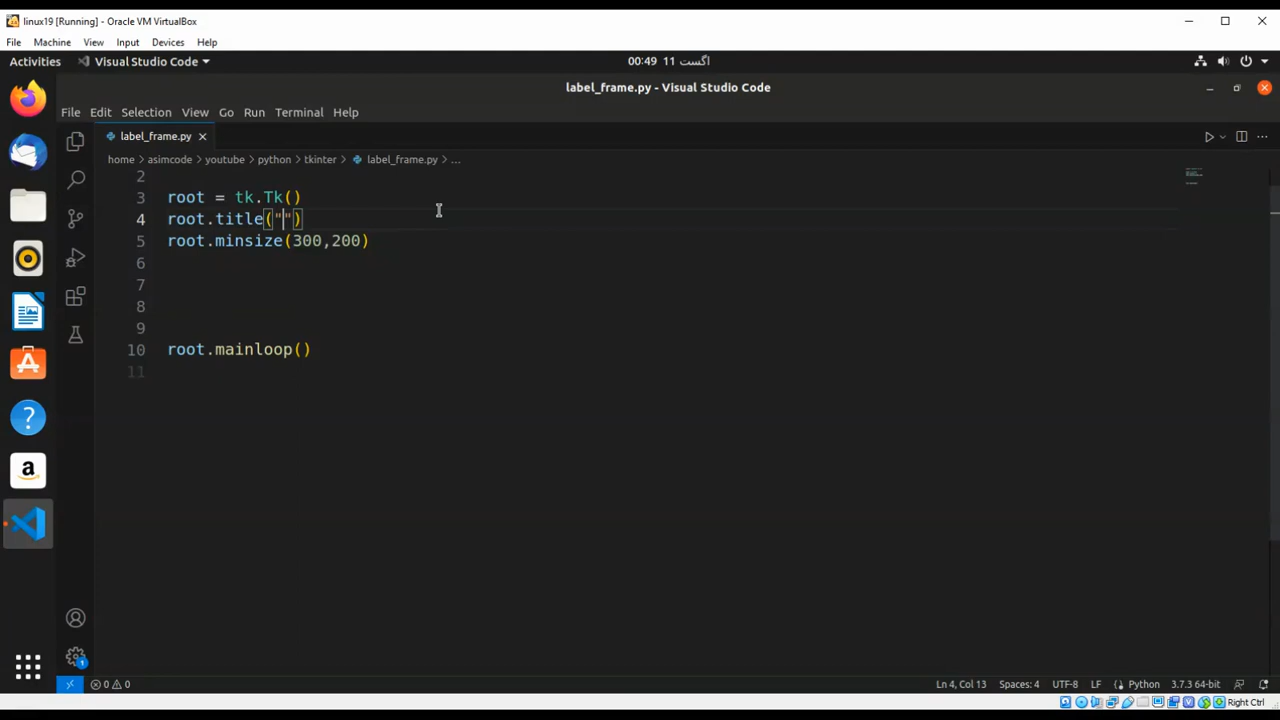 linux19 [Running] - Oracle VM VirtualBox
File Machine View Input Devices Help
Activities Visual Studio Code 00:49 11 اگست
label_frame.py - Visual Studio Code
File Edit Selection View Go Run Terminal Help
label_frame.py
home > asimcode > youtube > python > tkinter > label_frame.py > ...
2
3 root = tk.Tk()
4 root.title("")
5 root.minsize(300,200)
6
7
8
9
10 root.mainloop()
11
0 0 Ln 4, Col 13 Spaces: 4 UTF-8 LF Python 3.7.3 64-bit
Right Ctrl